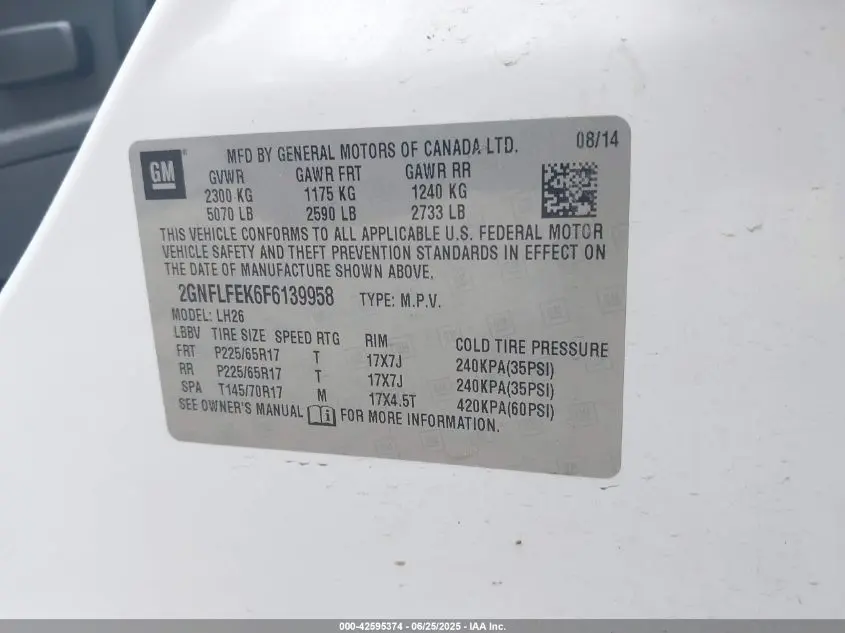 GM
MFD BY GENERAL MOTORS OF CANADA LTD. 08/14
GVWR GAWR FRT GAWR RR
2300 KG 1175 KG 1240 KG
5070 LB 2590 LB 2733 LB
THIS VEHICLE CONFORMS TO ALL APPLICABLE U.S. FEDERAL MOTOR
VEHICLE SAFETY AND THEFT PREVENTION STANDARDS IN EFFECT ON
THE DATE OF MANUFACTURE SHOWN ABOVE.
2GNFLFEK6F6139958 TYPE: M.P.V.
MODEL: LH26
LBBV TIRE SIZE SPEED RTG RIM COLD TIRE PRESSURE
FRT P225/65R17 T 17X7J 240KPA(35PSI)
RR P225/65R17 T 17X7J 240KPA(35PSI)
SPA T145/70R17 M 17X4.5T 420KPA(60PSI)
SEE OWNER'S MANUAL FOR MORE INFORMATION.
000-42595374 - 06/25/2025 - IAA Inc.